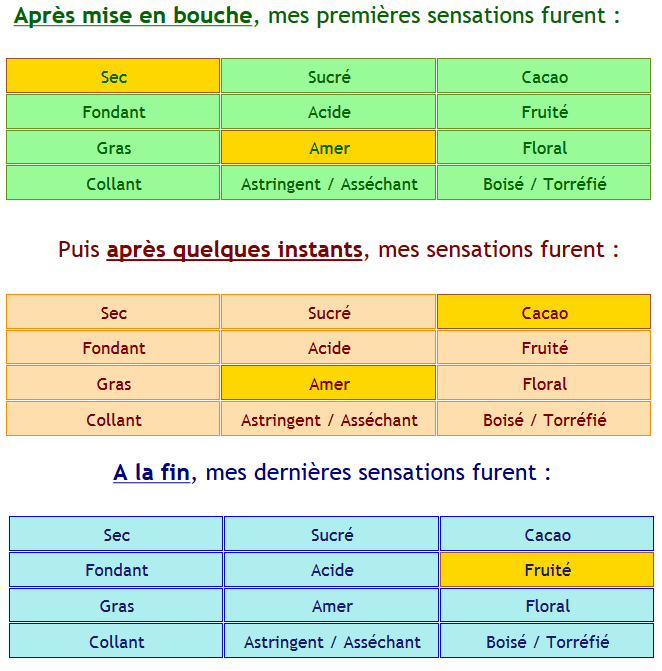 Après mise en bouche, mes premières sensations furent :
Sec Sucré Cacao
Fondant Acide Fruité
Gras Amer Floral
Collant Astringent / Asséchant Boisé / Torréfié
Puis après quelques instants, mes sensations furent :
Sec Sucré Cacao
Fondant Acide Fruité
Gras Amer Floral
Collant Astringent / Asséchant Boisé / Torréfié
A la fin, mes dernières sensations furent :
Sec Sucré Cacao
Fondant Acide Fruité
Gras Amer Floral
Collant Astringent / Asséchant Boisé / Torréfié